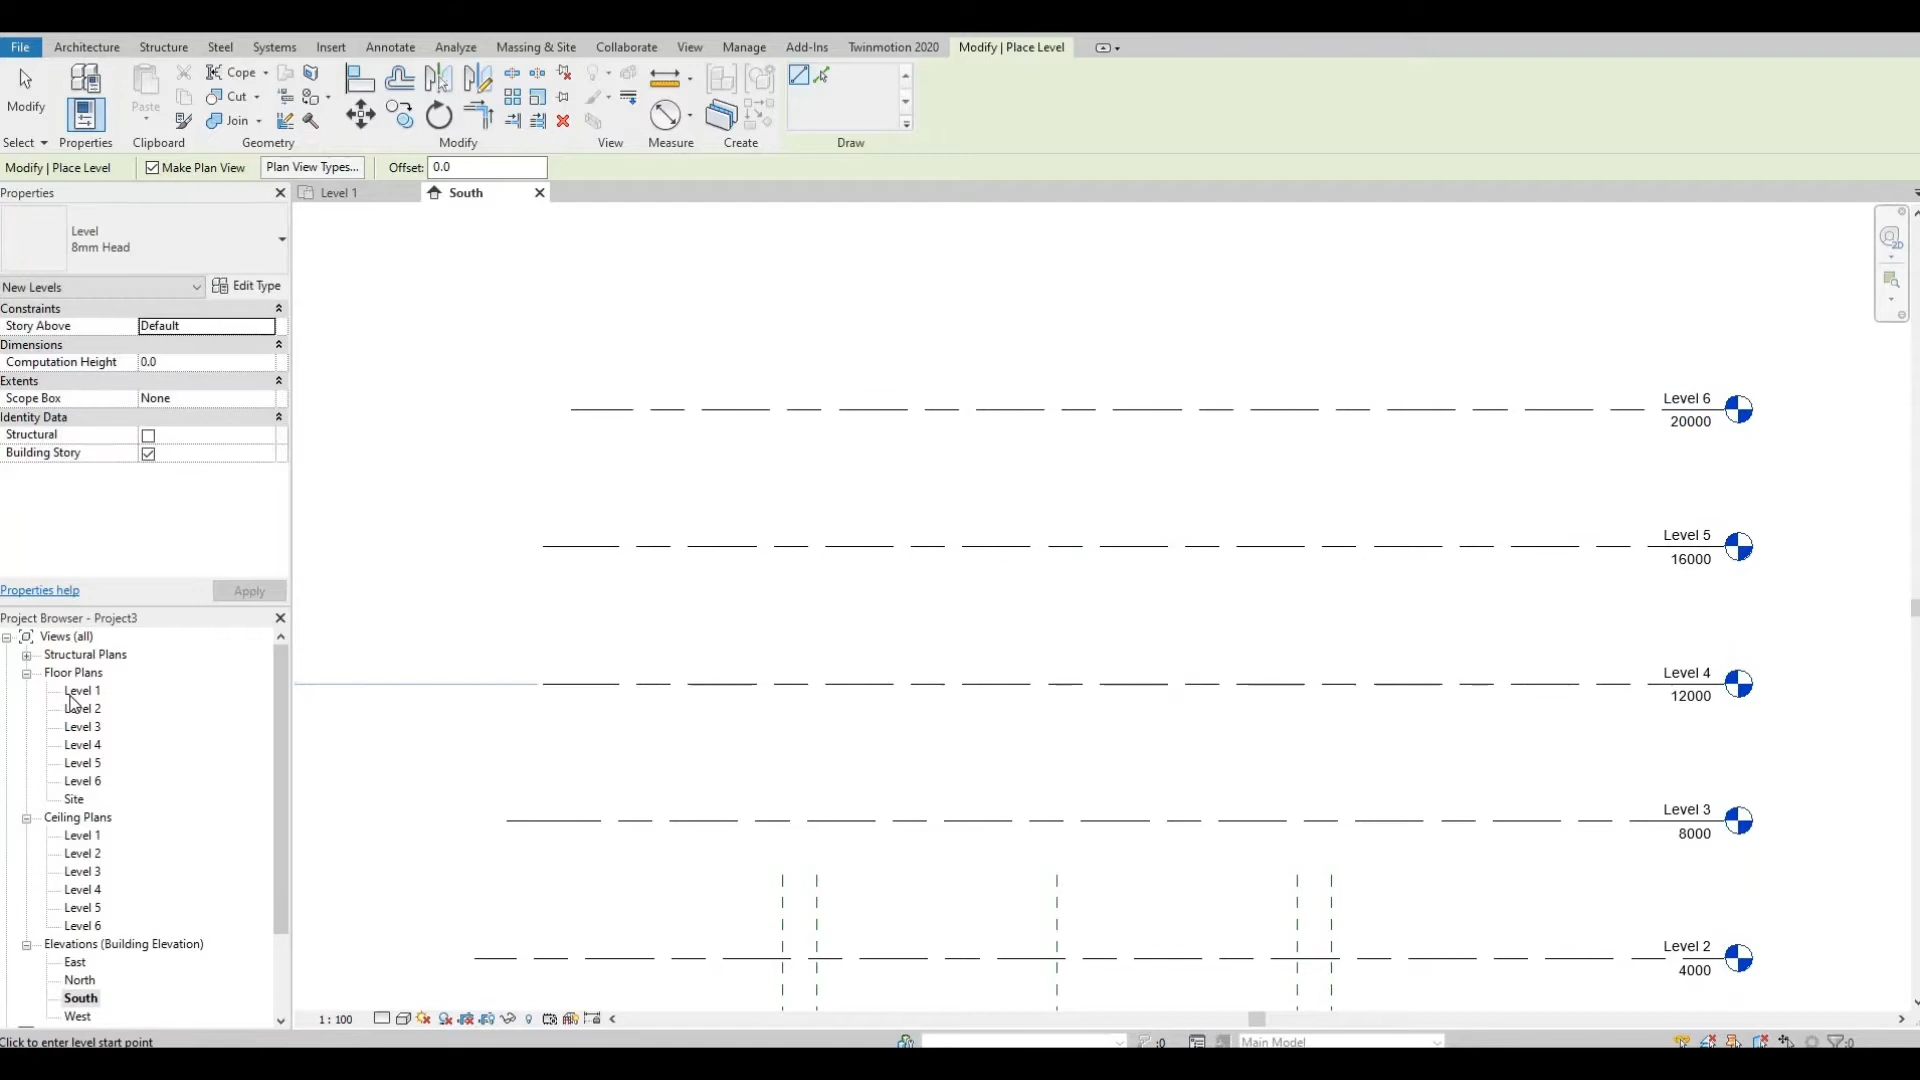 File Architecture Structure Steel Systems Insert Annotate Analyze Massing & Site Collaborate View Manage Add-Ins Twinmotion 2020 Modify | Place Level
Cope
Cut
Modify Paste
Join
Select Properties Clipboard Geometry Modify View Measure Create Draw
Modify | Place Level Make Plan View Plan View Types... Offset: 0.0
Properties Level 1 South
Level
8mm Head
New Levels Edit Type
Constraints
Story Above Default
Dimensions
Computation Height 0.0
Extents
Scope Box None
Identity Data
Structural
Building Story
Properties help Apply
Project Browser - Project3
Views (all)
Structural Plans
Floor Plans
Level 1
Level 2
Level 3
Level 4
Level 5
Level 6
Site
Ceiling Plans
Level 1
Level 2
Level 3
Level 4
Level 5
Level 6
Elevations (Building Elevation)
East
North
South
West
2D
Level 6
20000
Level 5
16000
Level 4
12000
Level 3
8000
Level 2
4000
1 : 100
Click to enter level start point :0 Main Model :0